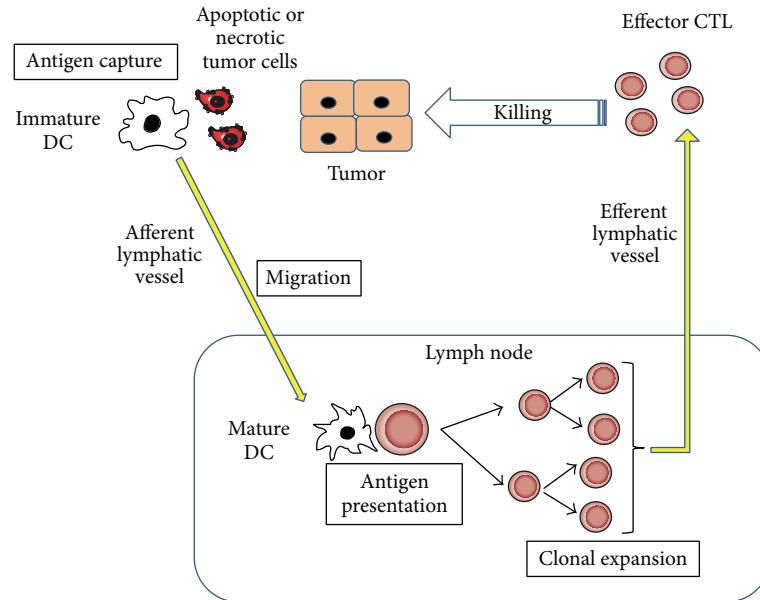 Apoptotic or
necrotic
tumor cells
Effector CTL
Antigen capture
Immature
DC
Killing
Tumor
Afferent
lymphatic
vessel
Efferent
lymphatic
vessel
Migration
Lymph node
Mature
DC
Antigen
presentation
Clonal expansion